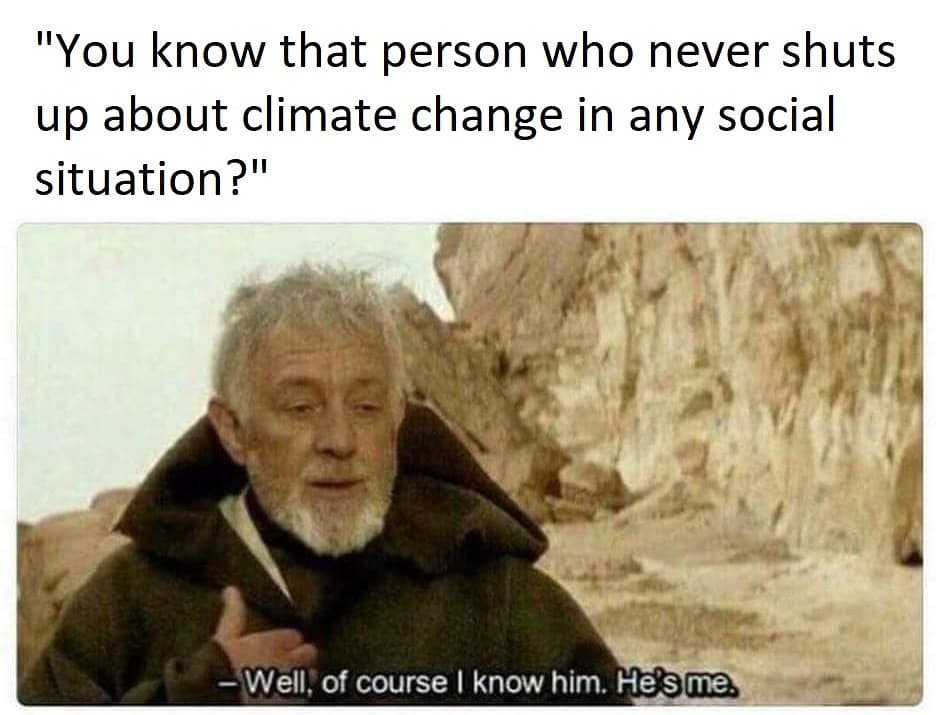 "You know that person who never shuts
up about climate change in any social
situation?"
– Well, of course I know him. He's me.